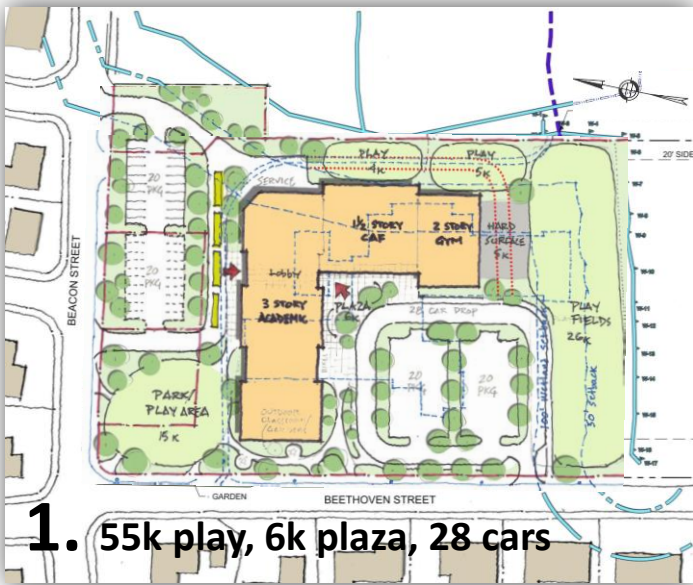 BEACON STREET
20 PKG
20 PKG
SERVICE
PLAY
4K
PLAY
5K
20' SIDE
1½ STORY
CAF
2 STORY
GYM
HARD
SURFACE
5K
Lobby
3 STORY
ACADEMIC
PLAZA
6K
28 CAR DROP
PLAY
FIELDS
26K
20 PKG
20 PKG
30' Setback
PARK/
PLAY AREA
15K
OUTDOOR
CLASSROOM/
GARDEN
BEETHOVEN STREET
1. 55k play, 6k plaza, 28 cars